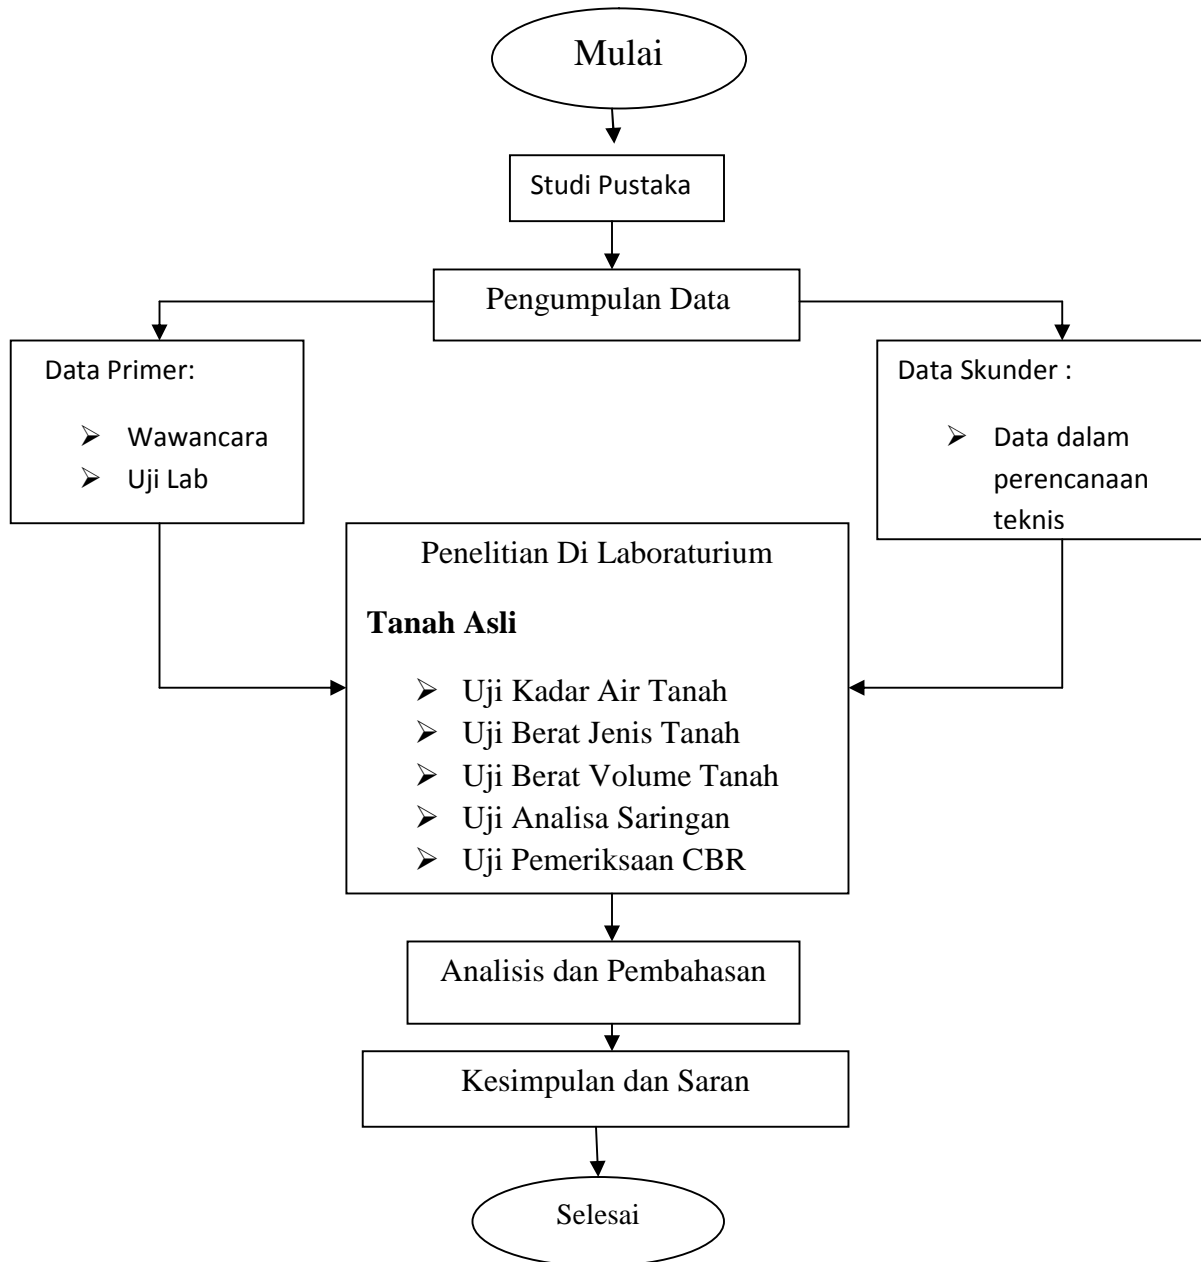 Mulai
Studi Pustaka
Pengumpulan Data
Data Primer:
➢ Wawancara
➢ Uji Lab
Data Skunder :
➢ Data dalam
perencanaan
teknis
Penelitian Di Laboraturium
Tanah Asli
➢ Uji Kadar Air Tanah
➢ Uji Berat Jenis Tanah
➢ Uji Berat Volume Tanah
➢ Uji Analisa Saringan
➢ Uji Pemeriksaan CBR
Analisis dan Pembahasan
Kesimpulan dan Saran
Selesai